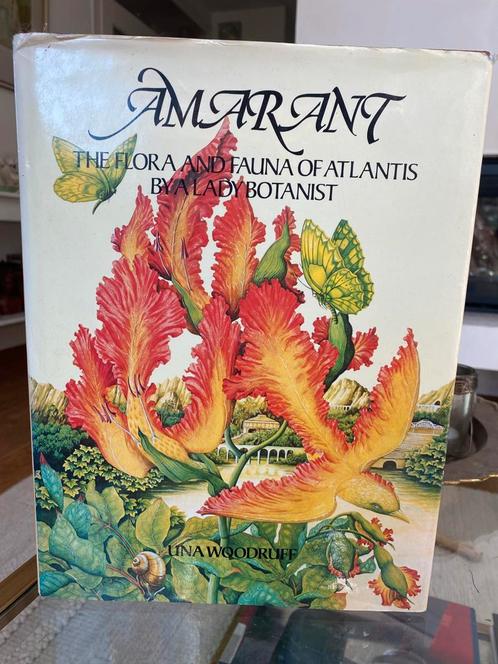 AMARANT
THE FLORA AND FAUNA OF ATLANTIS
BY A LADY BOTANIST
UNA WOODRUFF